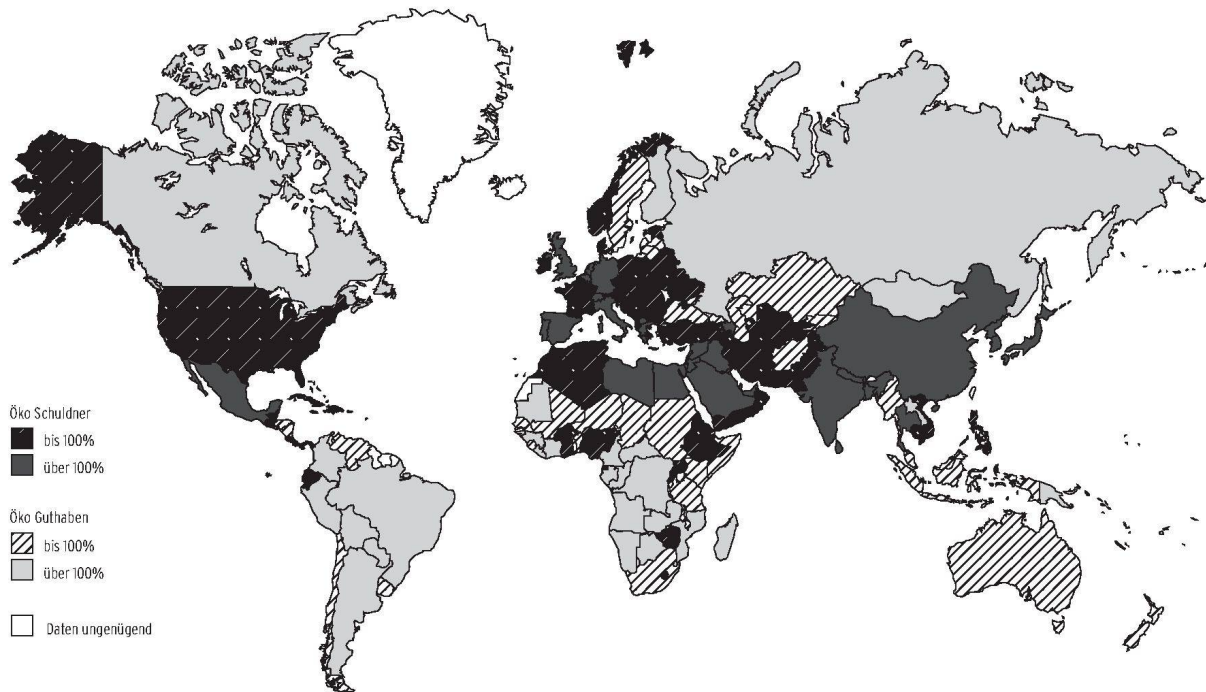 Öko Schuldner
bis 100%
über 100%
Öko Guthaben
bis 100%
über 100%
Daten ungenügend